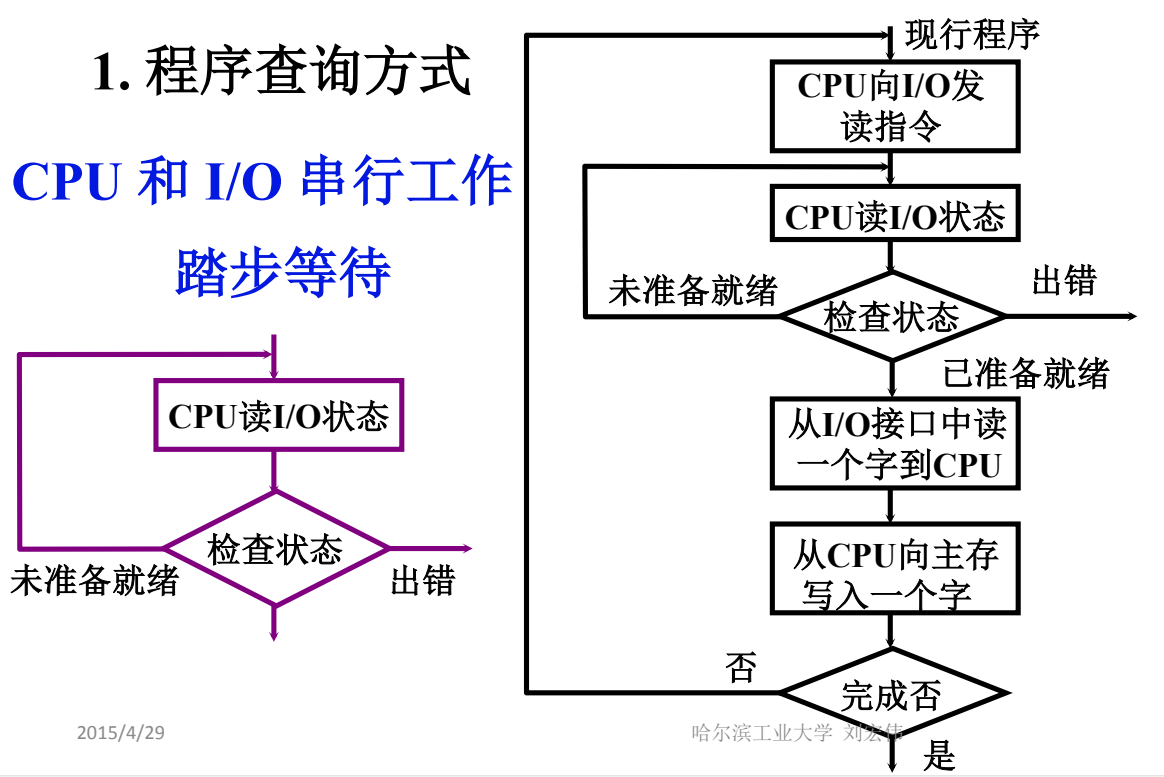 1. 程序查询方式
CPU 和 I/O 串行工作
踏步等待
CPU读I/O状态
检查状态
未准备就绪
出错
现行程序
CPU向I/O发
读指令
CPU读I/O状态
未准备就绪
检查状态
出错
已准备就绪
从I/O接口中读
一个字到CPU
从CPU向主存
写入一个字
否
完成否
是
2015/4/29
哈尔滨工业大学 刘宏伟